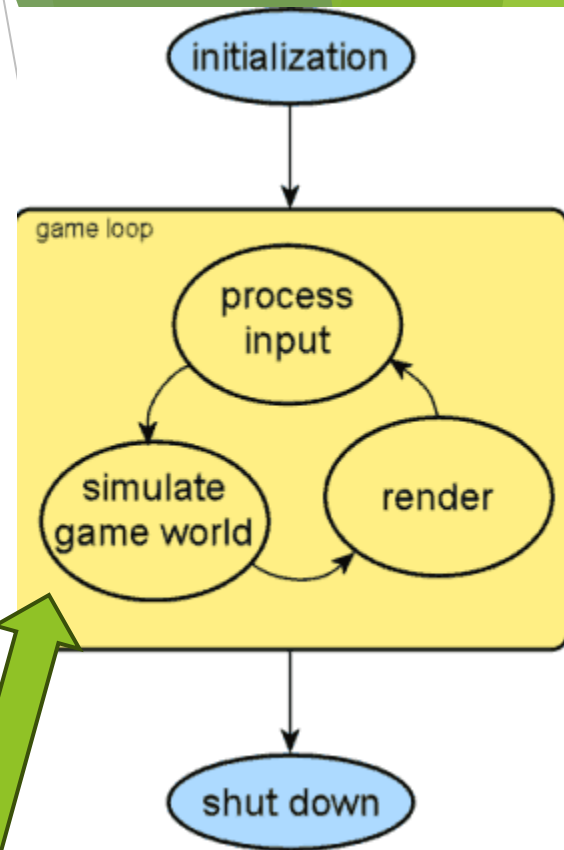 initialization
game loop
process
input
simulate
game world
render
shut down